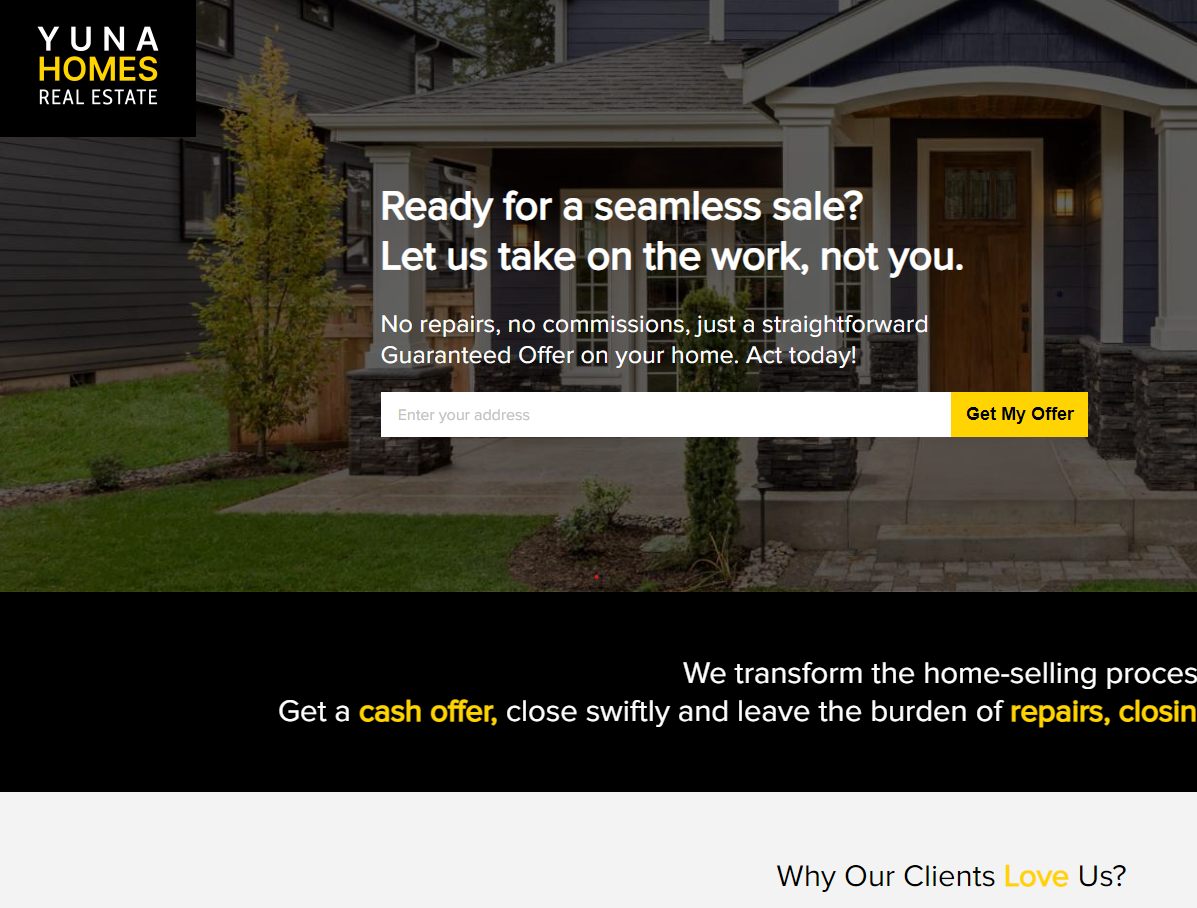 YUNA
HOMES
REAL ESTATE
Ready for a seamless sale?
Let us take on the work, not you.
No repairs, no commissions, just a straightforward
Guaranteed Offer on your home. Act today!
Enter your address
Get My Offer
We transform the home-selling proces
Get a cash offer, close swiftly and leave the burden of repairs, closin
Why Our Clients Love Us?